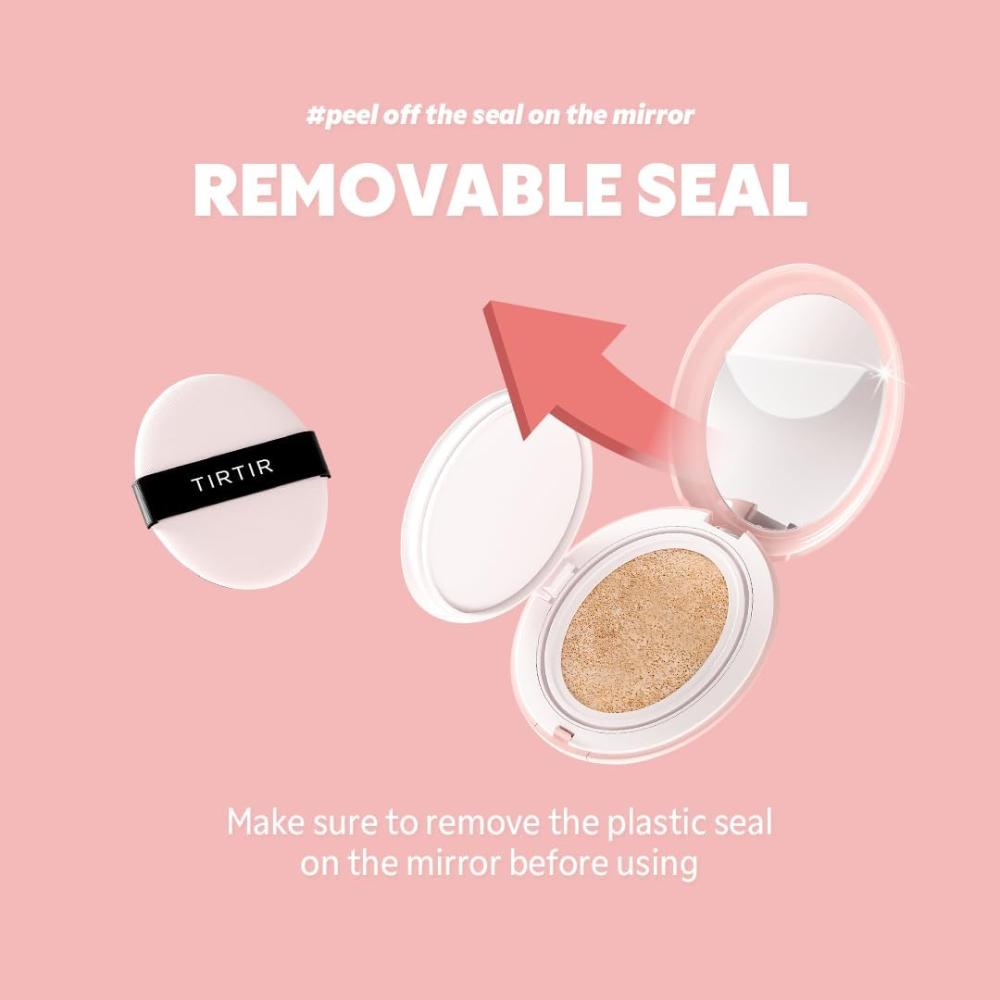 #peel off the seal on the mirror
REMOVABLE SEAL
TIRTIR
Make sure to remove the plastic seal
on the mirror before using